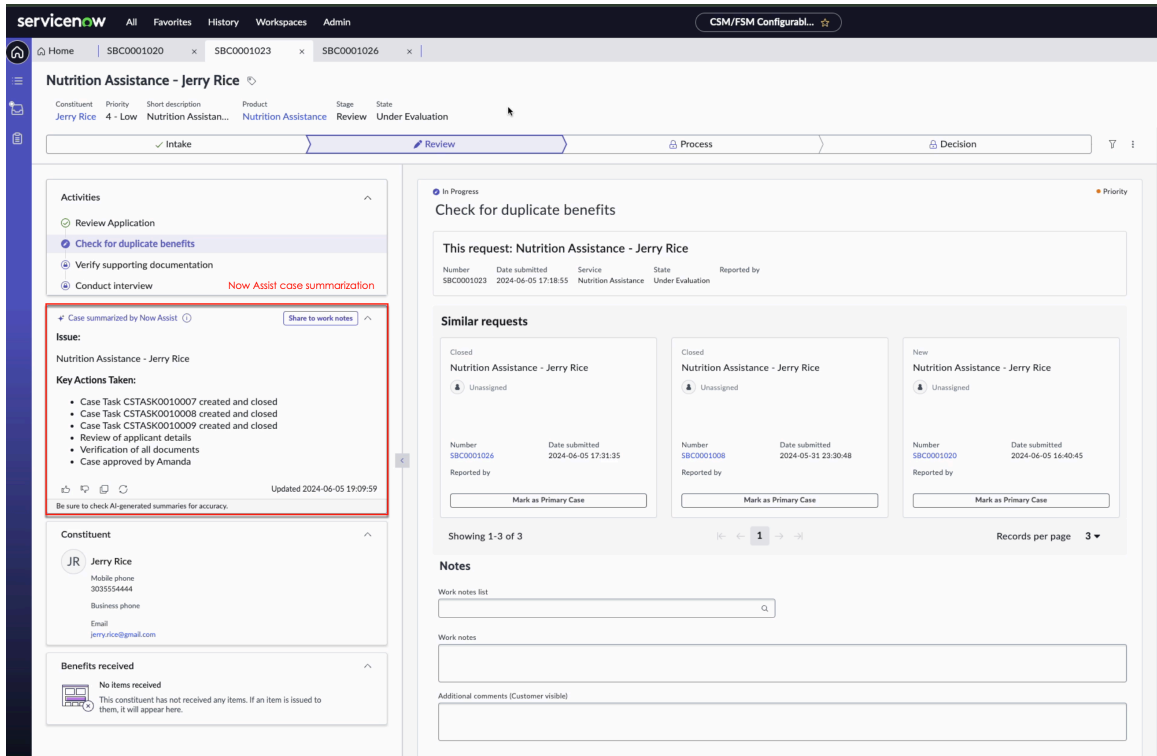 servicenow All Favorites History Workspaces Admin CSM/FSM Configurabl...
Home SBC0001020 × SBC0001023 × SBC0001026 ×
Nutrition Assistance - Jerry Rice
Constituent Priority Short description Product Stage State
Jerry Rice 4 - Low Nutrition Assistan... Nutrition Assistance Review Under Evaluation
Intake Review Process Decision
Activities
Review Application
Check for duplicate benefits
Verify supporting documentation
Conduct interview
Now Assist case summarization
Case summarized by Now Assist Share to work notes
Issue:
Nutrition Assistance - Jerry Rice
Key Actions Taken:
• Case Task CSTASK0010007 created and closed
• Case Task CSTASK0010008 created and closed
• Case Task CSTASK0010009 created and closed
• Review of applicant details
• Verification of all documents
• Case approved by Amanda
Updated 2024-06-05 19:09:59
Be sure to check AI-generated summaries for accuracy.
Constituent
JR Jerry Rice
Mobile phone
3035554444
Business phone
Email
jerry.rice@gmail.com
Benefits received
No items received
This constituent has not received any items. If an item is issued to
them, it will appear here.
In Progress Priority
Check for duplicate benefits
This request: Nutrition Assistance - Jerry Rice
Number Date submitted Service State Reported by
SBC0001023 2024-06-05 17:18:55 Nutrition Assistance Under Evaluation
Similar requests
Closed
Nutrition Assistance - Jerry Rice
Unassigned
Number Date submitted
SBC0001026 2024-06-05 17:31:35
Reported by
Mark as Primary Case
Closed
Nutrition Assistance - Jerry Rice
Unassigned
Number Date submitted
SBC0001008 2024-05-31 23:30:48
Reported by
Mark as Primary Case
New
Nutrition Assistance - Jerry Rice
Unassigned
Number Date submitted
SBC0001020 2024-06-05 16:40:45
Reported by
Mark as Primary Case
Showing 1-3 of 3 1 Records per page 3
Notes
Work notes list
Work notes
Additional comments (Customer visible)